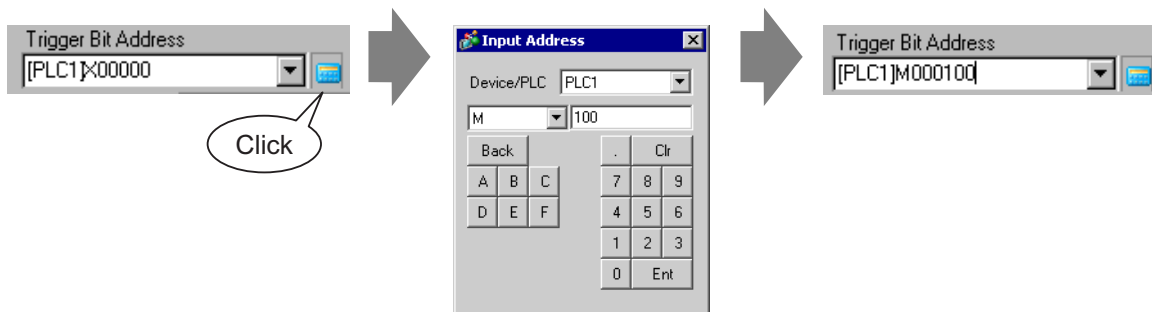 Trigger Bit Address
[PLC1]X00000
Click
Input Address
Device/PLC PLC1
M 100
Back . Clr
A B C 7 8 9
D E F 4 5 6
1 2 3
0 Ent
Trigger Bit Address
[PLC1]M000100